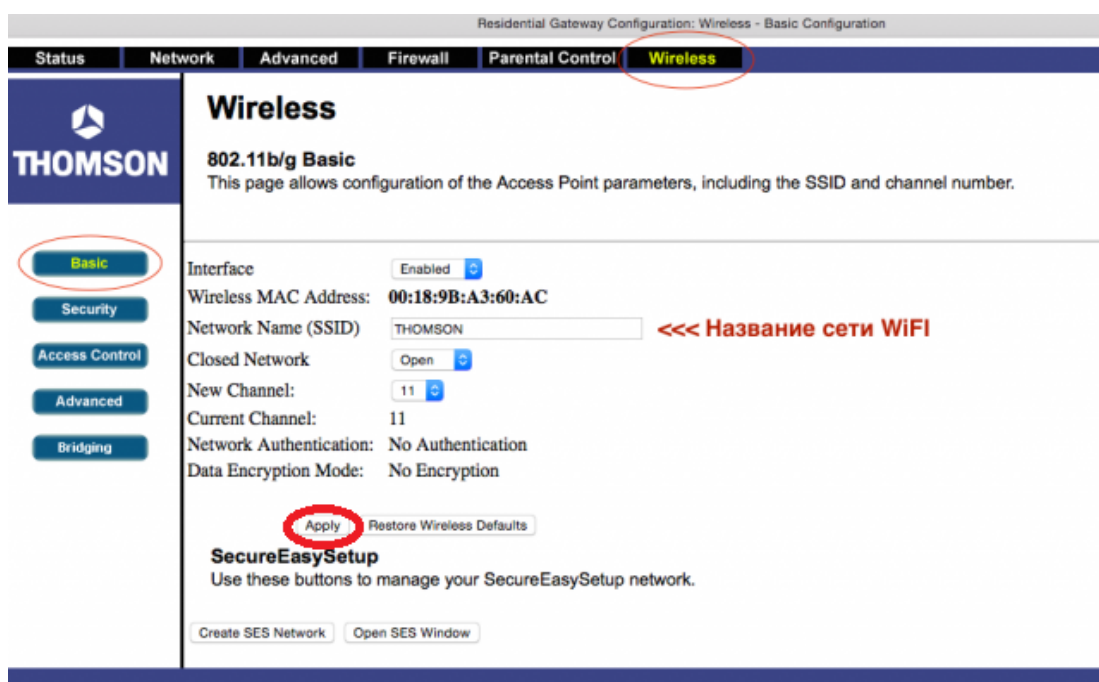 Residential Gateway Configuration: Wireless - Basic Configuration
Status Network Advanced Firewall Parental Control Wireless
THOMSON
Wireless
802.11b/g Basic
This page allows configuration of the Access Point parameters, including the SSID and channel number.
Basic
Security
Access Control
Advanced
Bridging
Interface Enabled
Wireless MAC Address: 00:18:9B:A3:60:AC
Network Name (SSID) THOMSON <<< Название сети WiFI
Closed Network Open
New Channel: 11
Current Channel: 11
Network Authentication: No Authentication
Data Encryption Mode: No Encryption
Apply Restore Wireless Defaults
SecureEasySetup
Use these buttons to manage your SecureEasySetup network.
Create SES Network Open SES Window